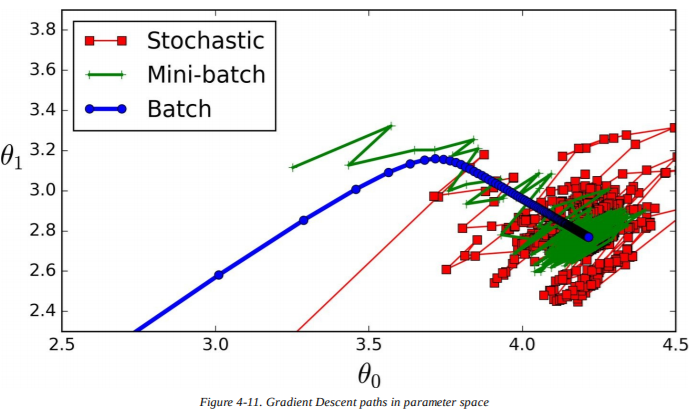 3.8
3.6
3.4
3.2
3.0
2.8
2.6
2.4
θ1
Stochastic
Mini-batch
Batch
2.5 3.0 3.5 4.0 4.5
θ0
Figure 4-11. Gradient Descent paths in parameter space